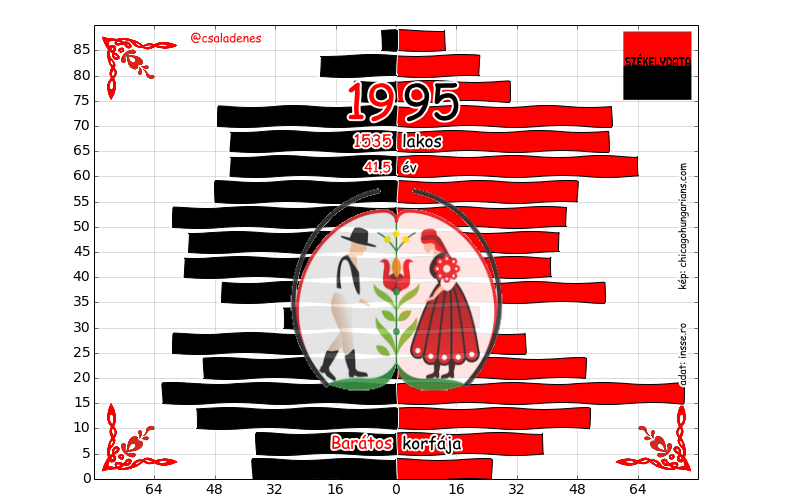 @csaladenes
SZÉKELYDATA
1995
1535 lakos
41.5 év
kép: chicagohungarians.com
adat: insse.ro
Barátos korfája
85
80
75
70
65
60
55
50
45
40
35
30
25
20
15
10
5
0
64 48 32 16 0 16 32 48 64